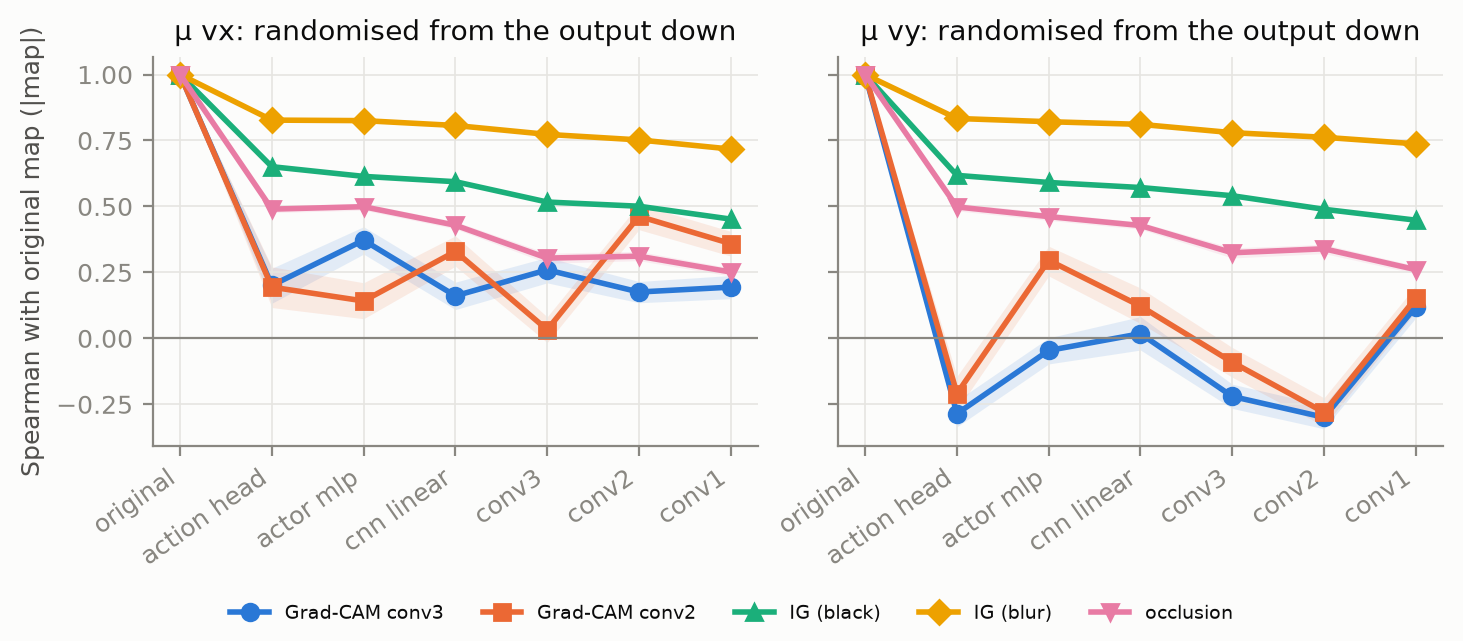 μ vx: randomised from the output down
μ vy: randomised from the output down
Spearman with original map (|map|)
1.00
0.75
0.50
0.25
0.00
−0.25
original
action head
actor mlp
cnn linear
conv3
conv2
conv1
original
action head
actor mlp
cnn linear
conv3
conv2
conv1
Grad-CAM conv3
Grad-CAM conv2
IG (black)
IG (blur)
occlusion